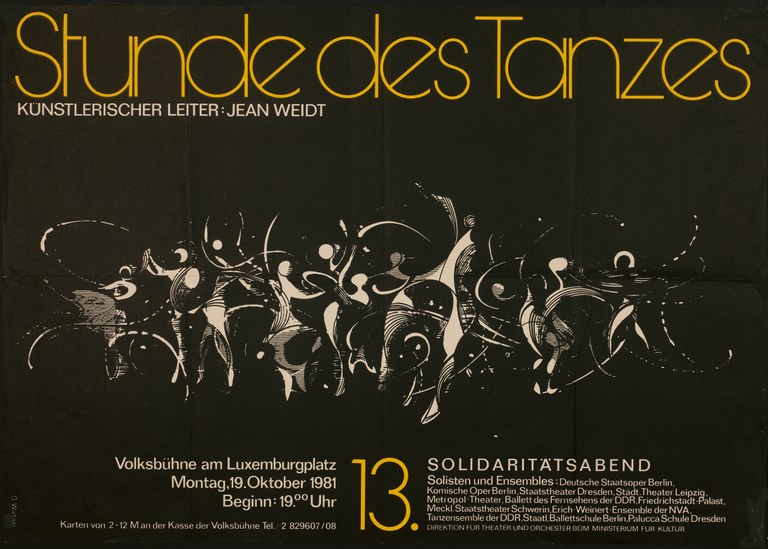 Stunde des Tanzes
KÜNSTLERISCHER LEITER: JEAN WEIDT
Volksbühne am Luxemburgplatz
Montag, 19. Oktober 1981
Beginn: 19.00 Uhr
Karten von 2-12 M an der Kasse der Volksbühne Tel.: 2 829607/08
13.
SOLIDARITÄTSABEND
Solisten und Ensembles: Deutsche Staatsoper Berlin,
Komische Oper Berlin, Staatstheater Dresden, Städt. Theater Leipzig,
Metropol-Theater, Ballett des Fernsehens der DDR, Friedrichstadt-Palast,
Meckl. Staatstheater Schwerin, Erich-Weinert-Ensemble der NVA,
Tanzensemble der DDR, Staatl. Ballettschule Berlin, Palucca Schule Dresden
DIREKTION FÜR THEATER UND ORCHESTER BEIM MINISTERIUM FÜR KULTUR